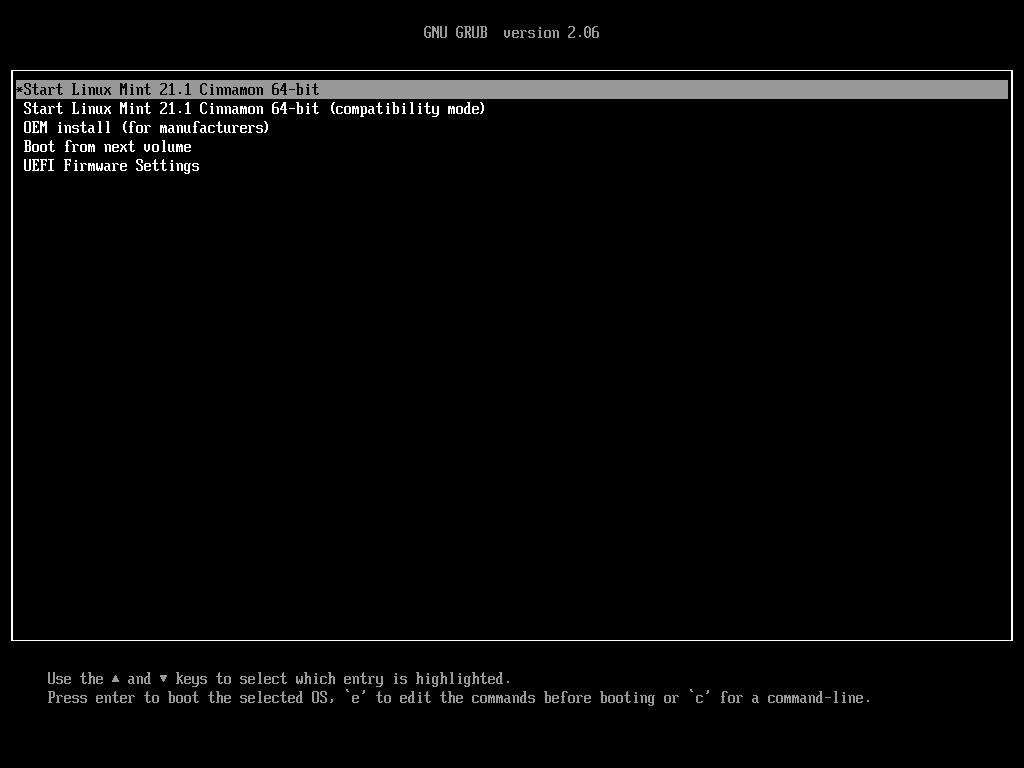 GNU GRUB  version 2.06
*Start Linux Mint 21.1 Cinnamon 64-bit
Start Linux Mint 21.1 Cinnamon 64-bit (compatibility mode)
OEM install (for manufacturers)
Boot from next volume
UEFI Firmware Settings
Use the ▲ and ▼ keys to select which entry is highlighted.
Press enter to boot the selected OS, `e' to edit the commands before booting or `c' for a command-line.